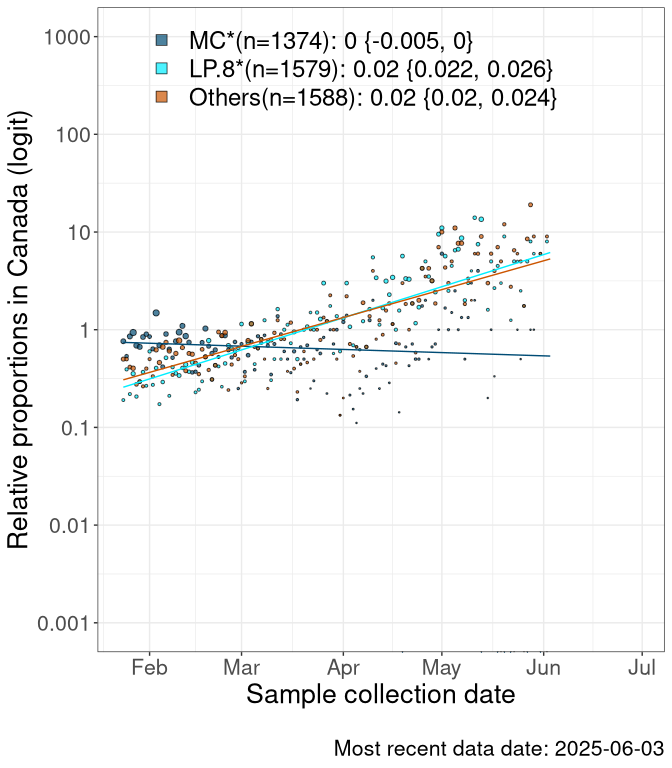 MC*(n=1374): 0 {-0.005, 0}
LP.8*(n=1579): 0.02 {0.022, 0.026}
Others(n=1588): 0.02 {0.02, 0.024}
Relative proportions in Canada (logit)
1000
100
10
1
0.1
0.01
0.001
Feb Mar Apr May Jun Jul
Sample collection date
Most recent data date: 2025-06-03